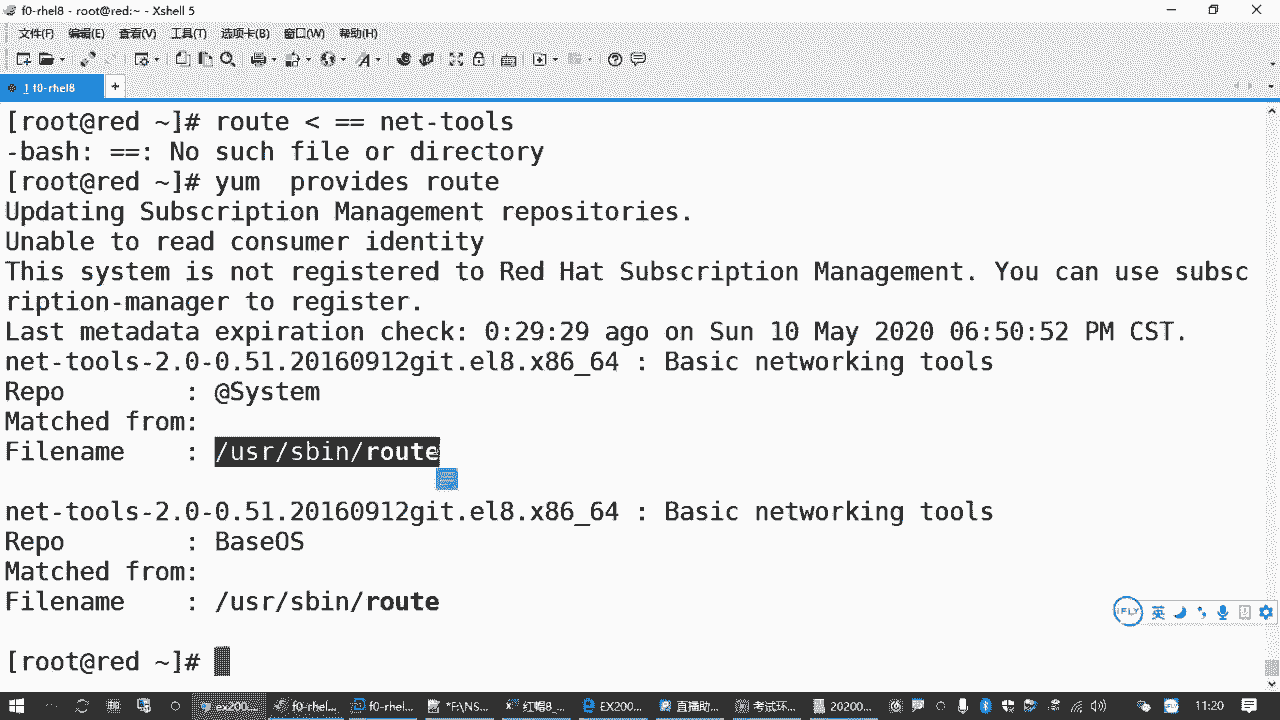 f0-rhel8 - root@red:~ - Xshell 5
文件(F) 编辑(E) 查看(V) 工具(T) 选项卡(B) 窗口(W) 帮助(H)
1 f0-rhel8
[root@red ~]# route < == net-tools
-bash: ==: No such file or directory
[root@red ~]# yum  provides route
Updating Subscription Management repositories.
Unable to read consumer identity
This system is not registered to Red Hat Subscription Management. You can use subsc
ription-manager to register.
Last metadata expiration check: 0:29:29 ago on Sun 10 May 2020 06:50:52 PM CST.
net-tools-2.0-0.51.20160912git.el8.x86_64 : Basic networking tools
Repo        : @System
Matched from:
Filename    : /usr/sbin/route
net-tools-2.0-0.51.20160912git.el8.x86_64 : Basic networking tools
Repo        : BaseOS
Matched from:
Filename    : /usr/sbin/route
[root@red ~]#
iFLY 英
ex200... f0-rhel... f0-rhel... *F:\NS... 红帽8_... EX200... 直播助... 考试环... 20200... 11:20